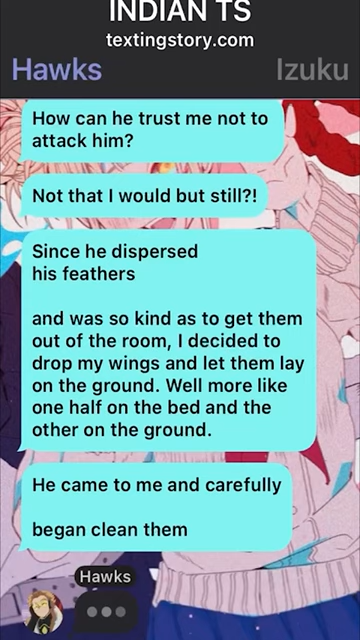 INDIAN TS
textingstory.com
Hawks
Izuku
How can he trust me not to
attack him?
Not that I would but still?!
Since he dispersed
his feathers
and was so kind as to get them
out of the room, I decided to
drop my wings and let them lay
on the ground. Well more like
one half on the bed and the
other on the ground.
He came to me and carefully
began clean them
Hawks